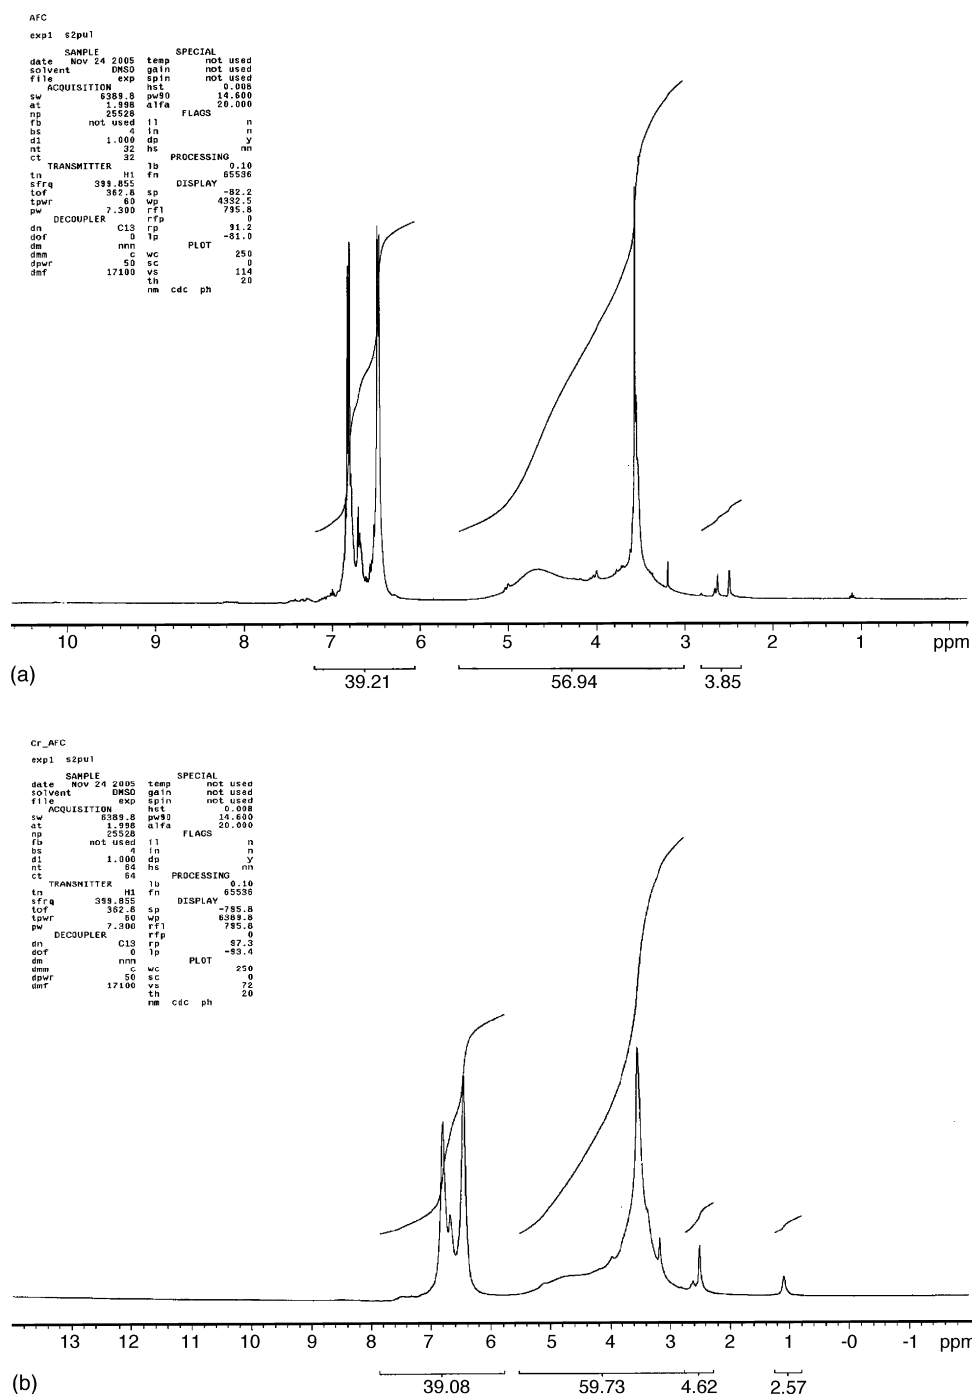 AFC
exp1 s2pul
SAMPLE SPECIAL
date Nov 24 2005 temp not used
solvent DMSO gain not used
file exp spin not used
ACQUISITION hst 0.008
sw 6389.8 pw90 14.600
at 1.998 alfa 20.000
np 25528 FLAGS
fb not used il n
bs 4 in n
d1 1.000 dp y
nt 32 hs nn
ct 32 PROCESSING
TRANSMITTER lb 0.10
tn H1 fn 65536
sfrq 399.855 DISPLAY
tof 362.8 sp -82.2
tpwr 60 wp 4332.5
pw 7.300 rfl 795.8
DECOUPLER rfp 0
dn C13 rp 91.2
dof 0 lp -81.0
dm nnn PLOT
dmm c wc 250
dpwr 50 sc 0
dmf 17100 vs 114
th 20
nm cdc ph
10 9 8 7 6 5 4 3 2 1 ppm
(a) 39.21 56.94 3.85
Cr_AFC
exp1 s2pul
SAMPLE SPECIAL
date Nov 24 2005 temp not used
solvent DMSO gain not used
file exp spin not used
ACQUISITION hst 0.008
sw 6389.8 pw90 14.600
at 1.998 alfa 20.000
np 25528 FLAGS
fb not used il n
bs 4 in n
d1 1.000 dp y
nt 64 hs nn
ct 64 PROCESSING
TRANSMITTER lb 0.10
tn H1 fn 65536
sfrq 399.855 DISPLAY
tof 362.8 sp -795.8
tpwr 60 wp 6389.8
pw 7.300 rfl 795.8
DECOUPLER rfp 0
dn C13 rp 97.3
dof 0 lp -93.4
dm nnn PLOT
dmm c wc 250
dpwr 50 sc 0
dmf 17100 vs 72
th 20
nm cdc ph
13 12 11 10 9 8 7 6 5 4 3 2 1 -0 -1 ppm
(b) 39.08 59.73 4.62 2.57